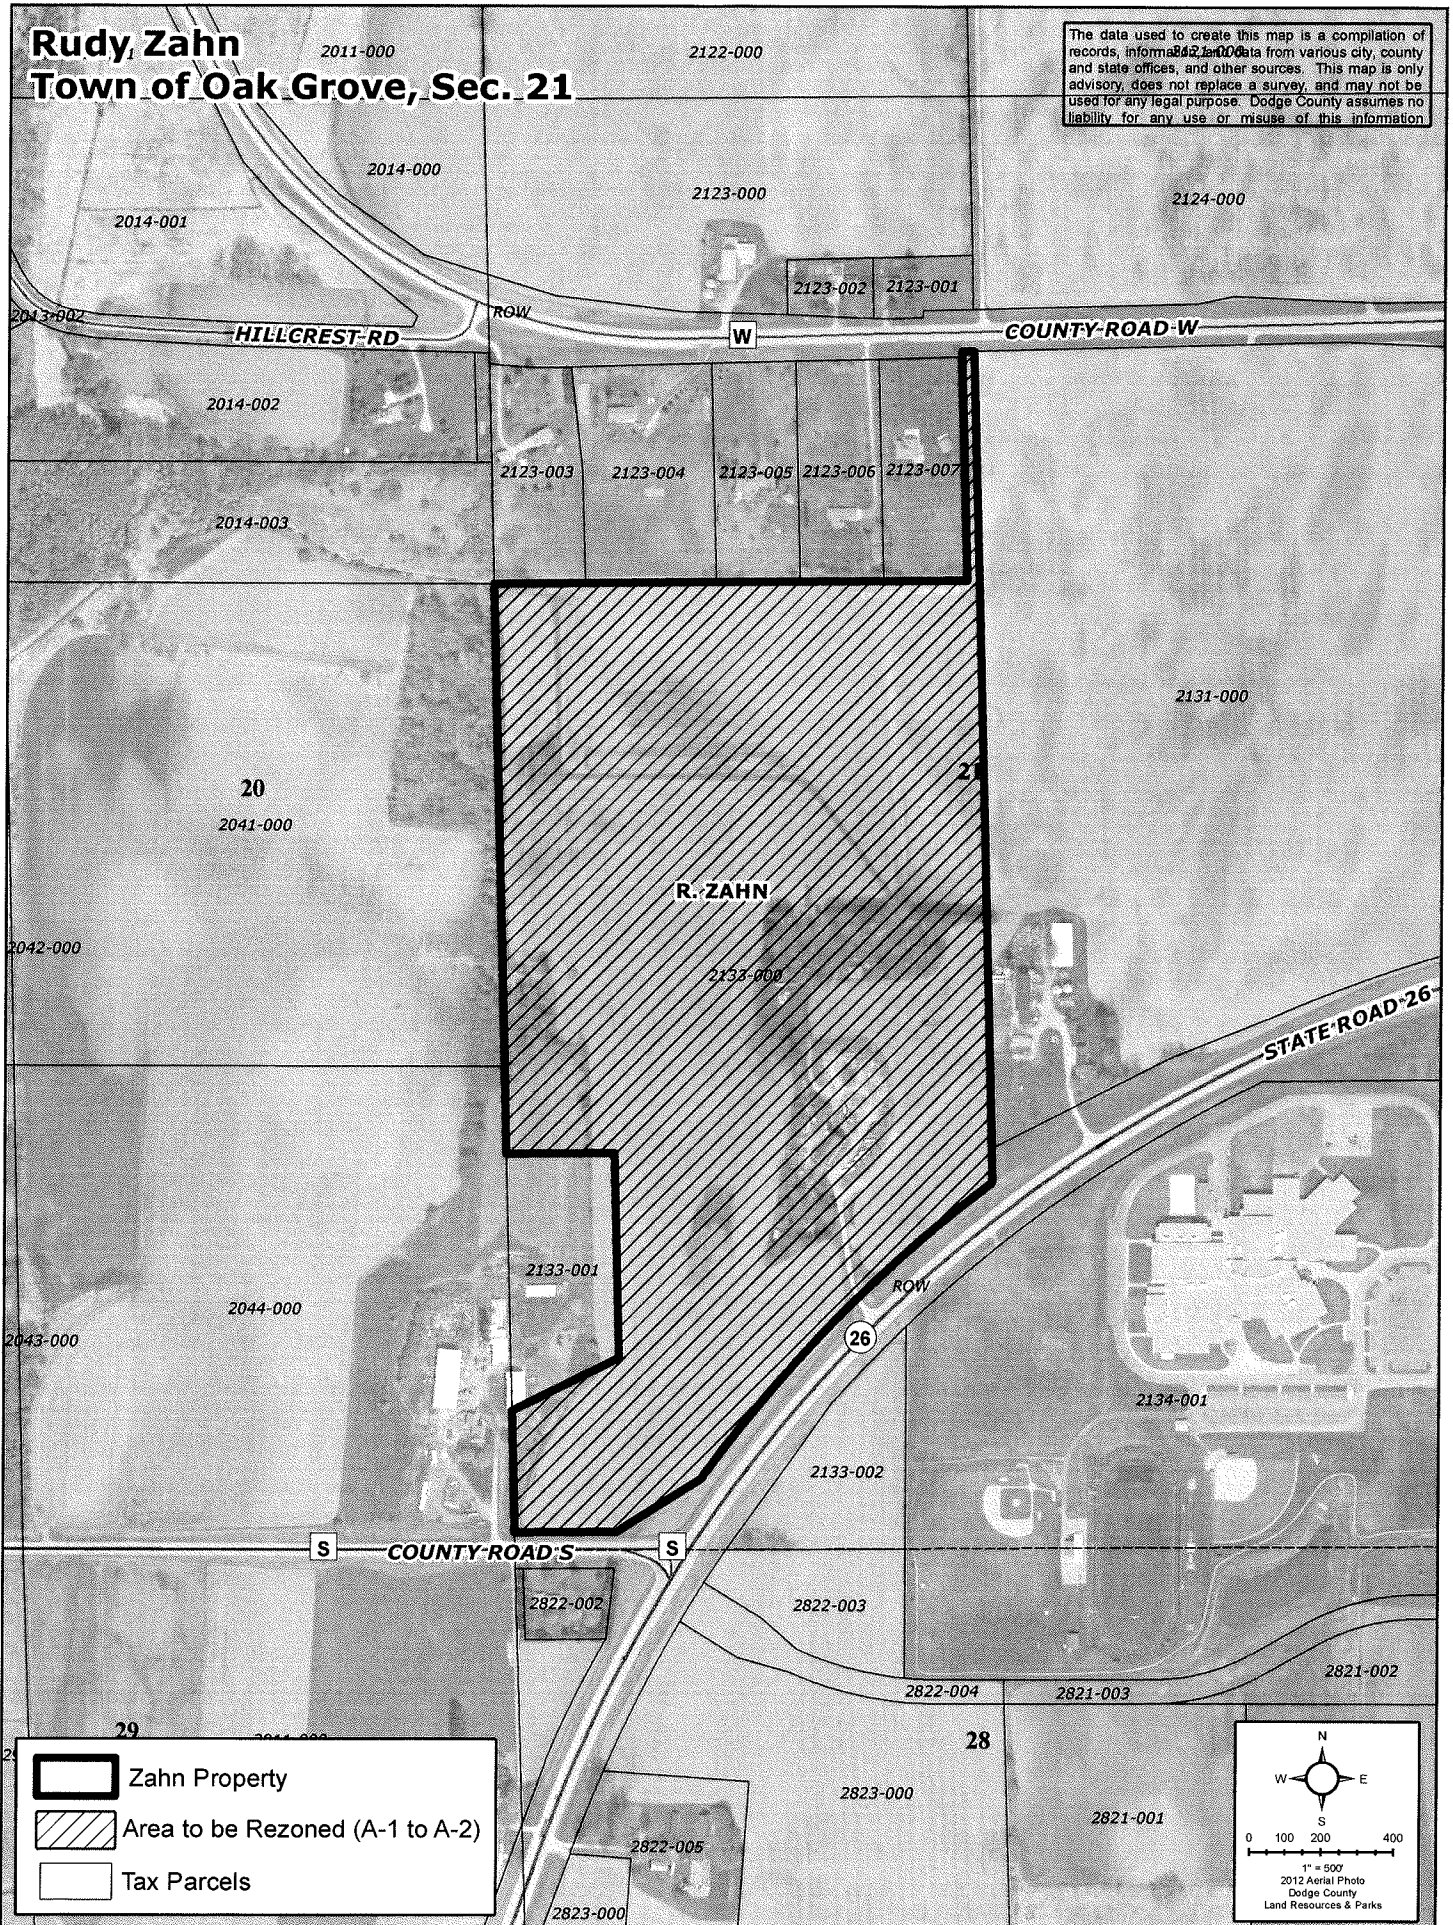 Rudy Zahn
Town of Oak Grove, Sec. 21
The data used to create this map is a compilation of
records, information, and data from various city, county
and state offices, and other sources. This map is only
advisory, does not replace a survey, and may not be
used for any legal purpose. Dodge County assumes no
liability for any use or misuse of this information
2011-000
2122-000
2121-000
2014-000
2123-000
2124-000
2014-001
2123-002
2123-001
2013-002
ROW
HILLCREST RD
W
COUNTY ROAD W
2014-002
2123-003
2123-004
2123-005
2123-006
2123-007
2014-003
2131-000
21
20
2041-000
R. ZAHN
2042-000
2133-000
STATE ROAD 26
2133-001
ROW
2044-000
2043-000
26
2134-001
2133-002
S
COUNTY ROAD S
S
2822-002
2822-003
2821-002
2822-004
2821-003
29
28
2823-000
2821-001
2822-005
2823-000
Zahn Property
Area to be Rezoned (A-1 to A-2)
Tax Parcels
N
W
E
S
0 100 200 400
1" = 500'
2012 Aerial Photo
Dodge County
Land Resources & Parks